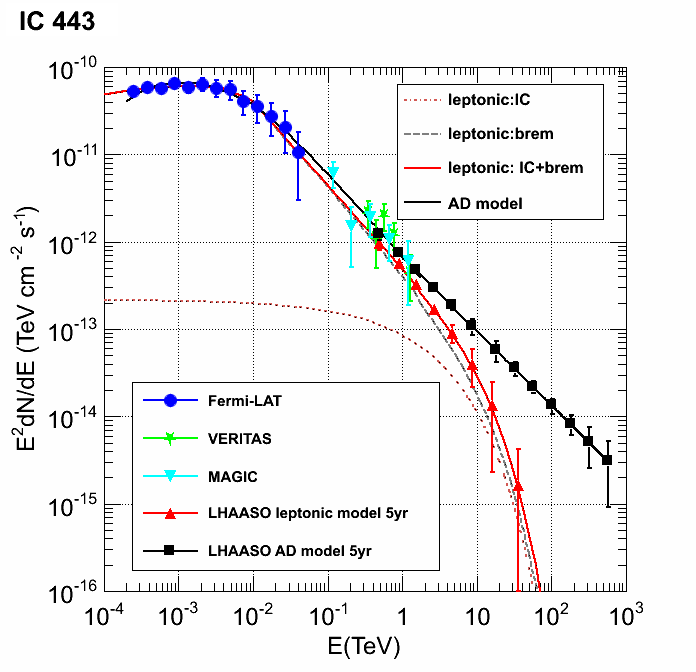 IC 443
E²dN/dE (TeV cm⁻² s⁻¹)
10⁻¹⁰
10⁻¹¹
10⁻¹²
10⁻¹³
10⁻¹⁴
10⁻¹⁵
10⁻¹⁶
leptonic:IC
leptonic:brem
leptonic: IC+brem
AD model
Fermi-LAT
VERITAS
MAGIC
LHAASO leptonic model 5yr
LHAASO AD model 5yr
10⁻⁴ 10⁻³ 10⁻² 10⁻¹ 1 10 10² 10³
E(TeV)